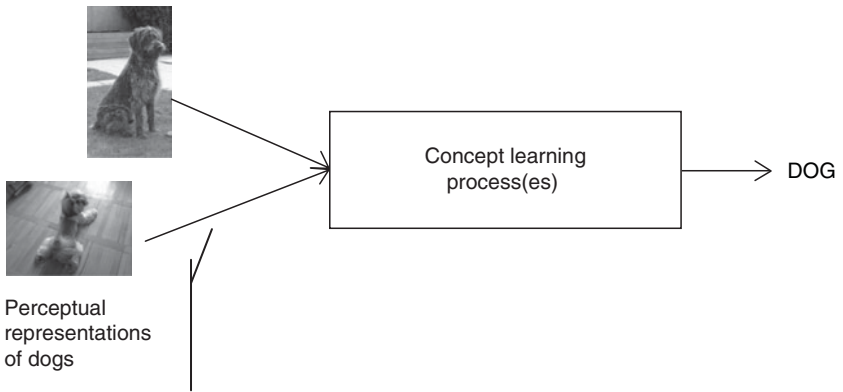 Concept learning
process(es)
DOG
Perceptual
representations
of dogs